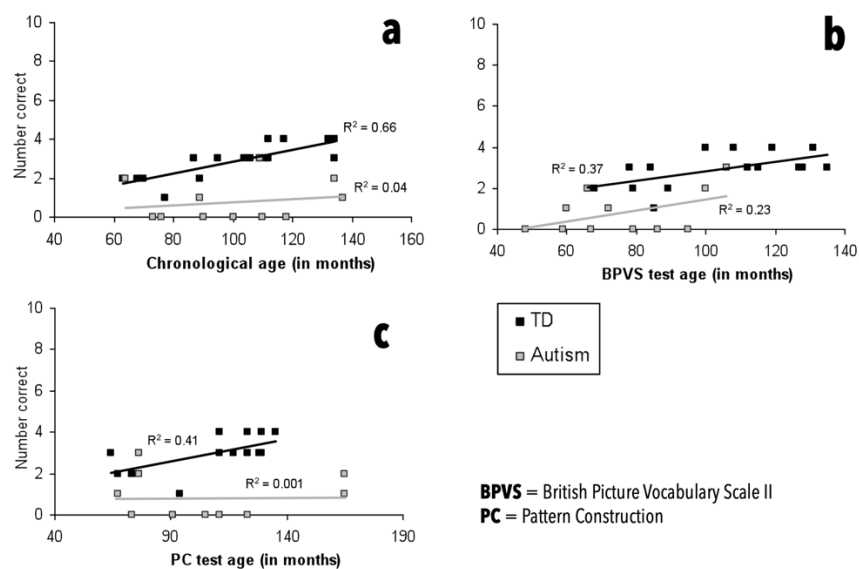 a
10
8
6
4
2
0
Number correct
R² = 0.66
R² = 0.04
40 60 80 100 120 140 160
Chronological age (in months)
b
10
8
6
4
2
0
R² = 0.37
R² = 0.23
40 60 80 100 120 140
BPVS test age (in months)
TD
Autism
c
10
8
6
4
2
0
Number correct
R² = 0.41
R² = 0.001
40 90 140 190
PC test age (in months)
BPVS = British Picture Vocabulary Scale II
PC = Pattern Construction